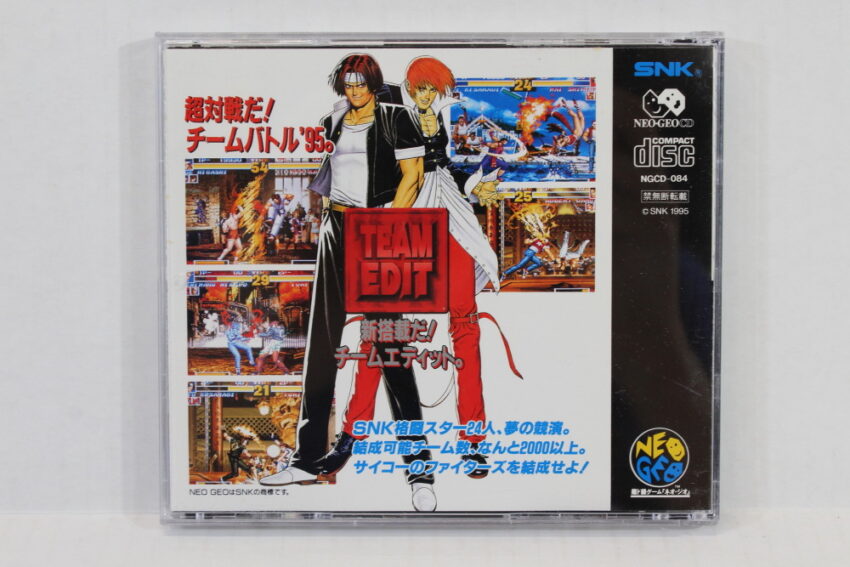 超対戦だ!
チームバトル'95。
TEAM
EDIT
新搭載だ!
チームエディット。
SNK格闘スター24人、夢の競演。
結成可能チーム数、なんと2000以上。
サイコーのファイターズを結成せよ!
NEO GEOはSNKの商標です。
24
54
25
29
21
SNK
NEO・GEO CD
COMPACT
disc
NGCD-084
禁無断転載
© SNK 1995
NEO
GEO